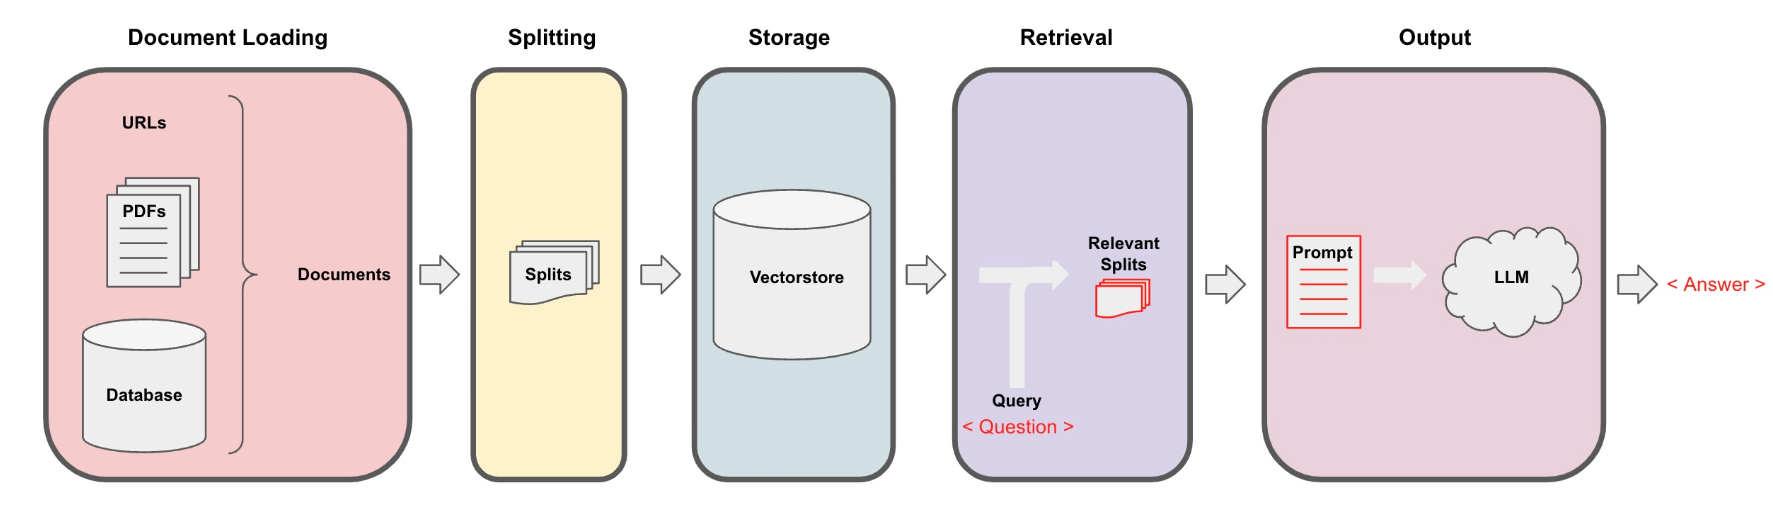 Document Loading
Splitting
Storage
Retrieval
Output
URLs
PDFs
Database
Documents
Splits
Vectorstore
Relevant
Splits
Query
< Question >
Prompt
LLM
< Answer >